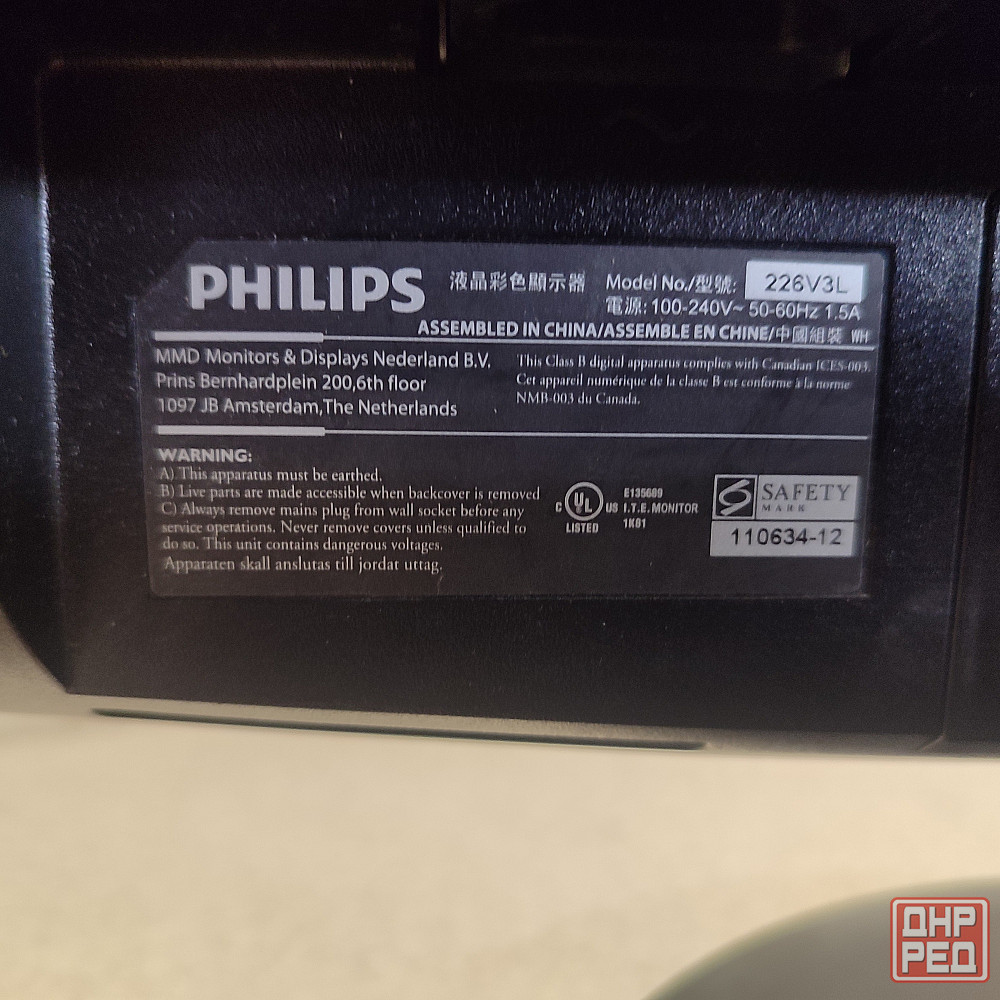 PHILIPS
液晶彩色顯示器
Model No./型號: 226V3L
電源: 100-240V~ 50-60Hz 1.5A
ASSEMBLED IN CHINA/ASSEMBLE EN CHINE/中國組裝 WH
MMD Monitors & Displays Nederland B.V.
Prins Bernhardplein 200,6th floor
1097 JB Amsterdam,The Netherlands
This Class B digital apparatus complies with Canadian ICES-003.
Cet appareil numérique de la classe B est conforme à la norme
NMB-003 du Canada.
WARNING:
A) This apparatus must be earthed.
B) Live parts are made accessible when backcover is removed
C) Always remove mains plug from wall socket before any
service operations. Never remove covers unless qualified to
do so. This unit contains dangerous voltages.
Apparaten skall anslutas till jordat uttag.
C UL US
LISTED
E135609
I.T.E. MONITOR
1K81
SAFETY
MARK
110634-12
ДНР
РЕД